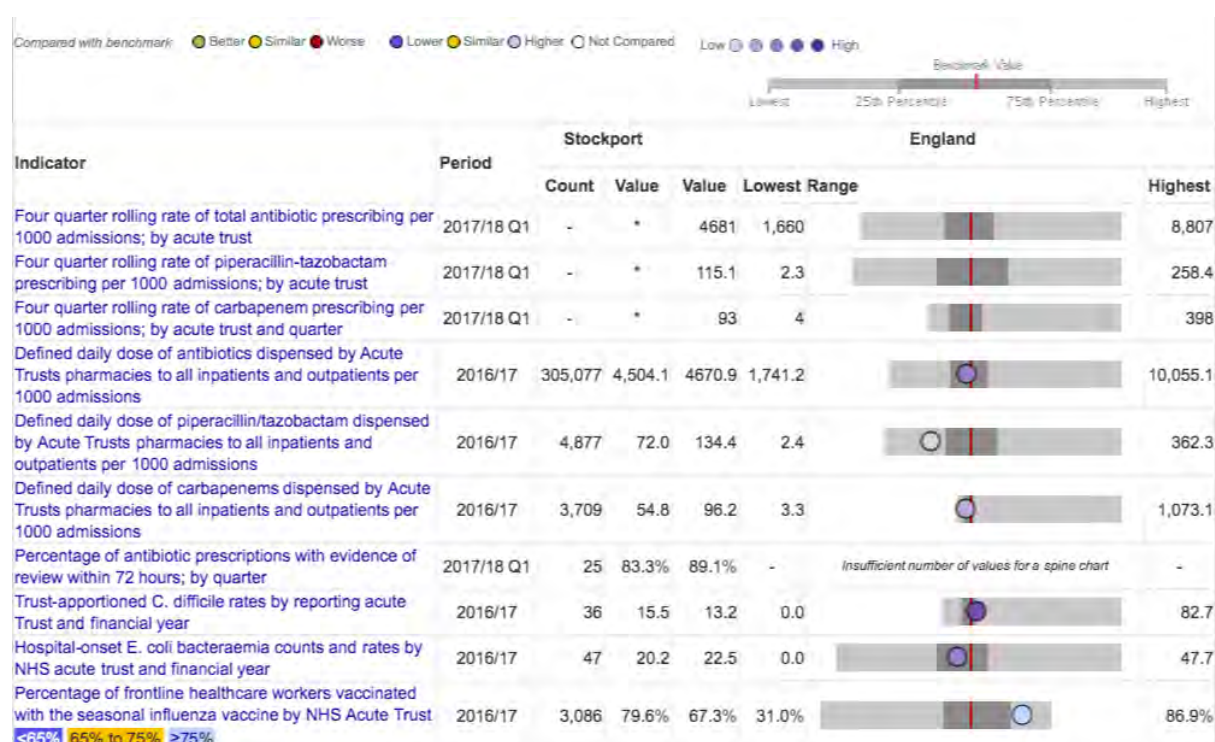 Compared with benchmark Better Similar Worse Lower Similar Higher Not Compared Low High
Benchmark Value
Lowest 25th Percentile 75th Percentile Highest
Stockport England
Indicator Period
Count Value Value Lowest Range Highest
Four quarter rolling rate of total antibiotic prescribing per
1000 admissions; by acute trust
2017/18 Q1 - * 4681 1,660 8,807
Four quarter rolling rate of piperacillin-tazobactam
prescribing per 1000 admissions; by acute trust
2017/18 Q1 - * 115.1 2.3 258.4
Four quarter rolling rate of carbapenem prescribing per
1000 admissions; by acute trust and quarter
2017/18 Q1 - * 93 4 398
Defined daily dose of antibiotics dispensed by Acute
Trusts pharmacies to all inpatients and outpatients per
1000 admissions
2016/17 305,077 4,504.1 4670.9 1,741.2 10,055.1
Defined daily dose of piperacillin/tazobactam dispensed
by Acute Trusts pharmacies to all inpatients and
outpatients per 1000 admissions
2016/17 4,877 72.0 134.4 2.4 362.3
Defined daily dose of carbapenems dispensed by Acute
Trusts pharmacies to all inpatients and outpatients per
1000 admissions
2016/17 3,709 54.8 96.2 3.3 1,073.1
Percentage of antibiotic prescriptions with evidence of
review within 72 hours; by quarter
2017/18 Q1 25 83.3% 89.1% - Insufficient number of values for a spine chart -
Trust-apportioned C. difficile rates by reporting acute
Trust and financial year
2016/17 36 15.5 13.2 0.0 82.7
Hospital-onset E. coli bacteraemia counts and rates by
NHS acute trust and financial year
2016/17 47 20.2 22.5 0.0 47.7
Percentage of frontline healthcare workers vaccinated
with the seasonal influenza vaccine by NHS Acute Trust
2016/17 3,086 79.6% 67.3% 31.0% 86.9%
<65% 65% to 75% >75%